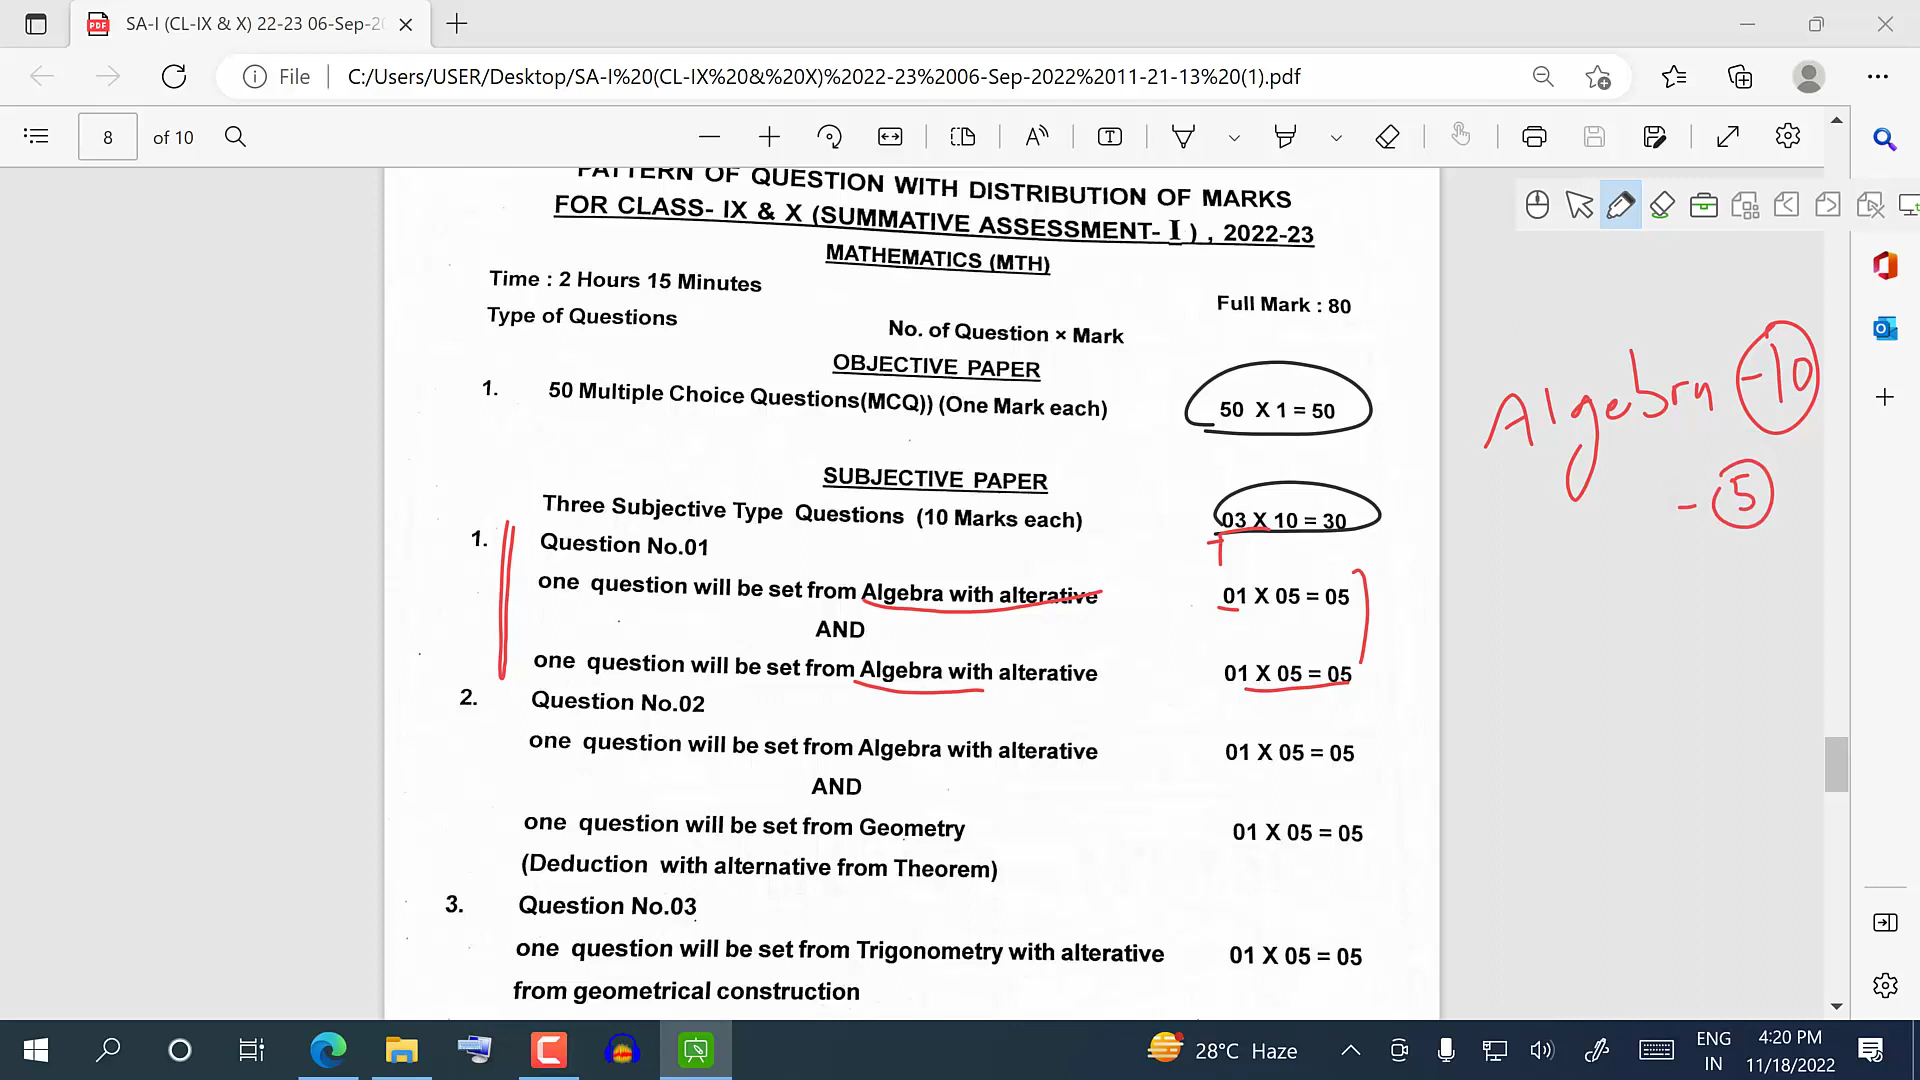 SA-I (CL-IX & X) 22-23 06-Sep-20
File
C:/Users/USER/Desktop/SA-I%20(CL-IX%20&%20X)%2022-23%2006-Sep-2022%2011-21-13%20(1).pdf
8 of 10
PATTERN OF QUESTION WITH DISTRIBUTION OF MARKS
FOR CLASS- IX & X (SUMMATIVE ASSESSMENT- I ) , 2022-23
MATHEMATICS (MTH)
Time : 2 Hours 15 Minutes
Full Mark : 80
Type of Questions
No. of Question × Mark
OBJECTIVE PAPER
1. 50 Multiple Choice Questions(MCQ)) (One Mark each) 50 X 1 = 50
Algebra -10
- 5
SUBJECTIVE PAPER
Three Subjective Type Questions (10 Marks each) 03 X 10 = 30
1. Question No.01
one question will be set from Algebra with alterative 01 X 05 = 05
AND
one question will be set from Algebra with alterative 01 X 05 = 05
2. Question No.02
one question will be set from Algebra with alterative 01 X 05 = 05
AND
one question will be set from Geometry 01 X 05 = 05
(Deduction with alternative from Theorem)
3. Question No.03
one question will be set from Trigonometry with alterative 01 X 05 = 05
from geometrical construction
28°C Haze
ENG
IN
4:20 PM
11/18/2022